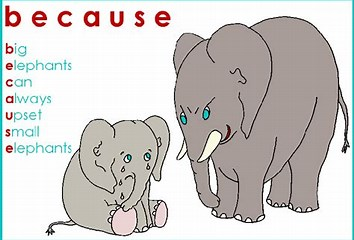 because
big
elephants
can
always
upset
small
elephants